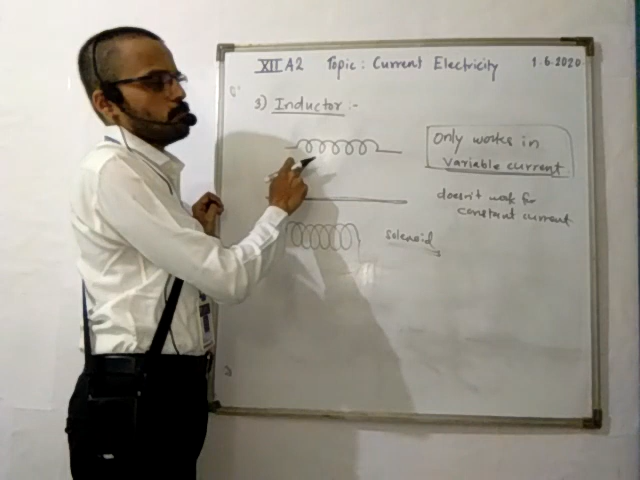 XII A2 Topic: Current Electricity 1.6.2020
3) Inductor :-
Only works in
variable current
doesn't work for
constant current
solenoid